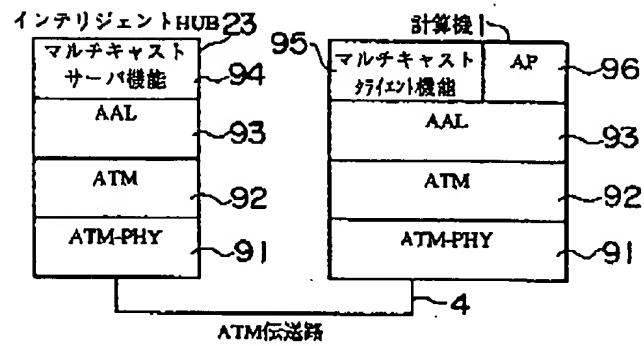 インテリジェントHUB 23
マルチキャスト
サーバ機能
94
AAL
93
ATM
92
ATM-PHY
91
計算機1
95
マルチキャスト
クライエント機能
AP
96
AAL
93
ATM
92
ATM-PHY
91
4
ATM伝送路